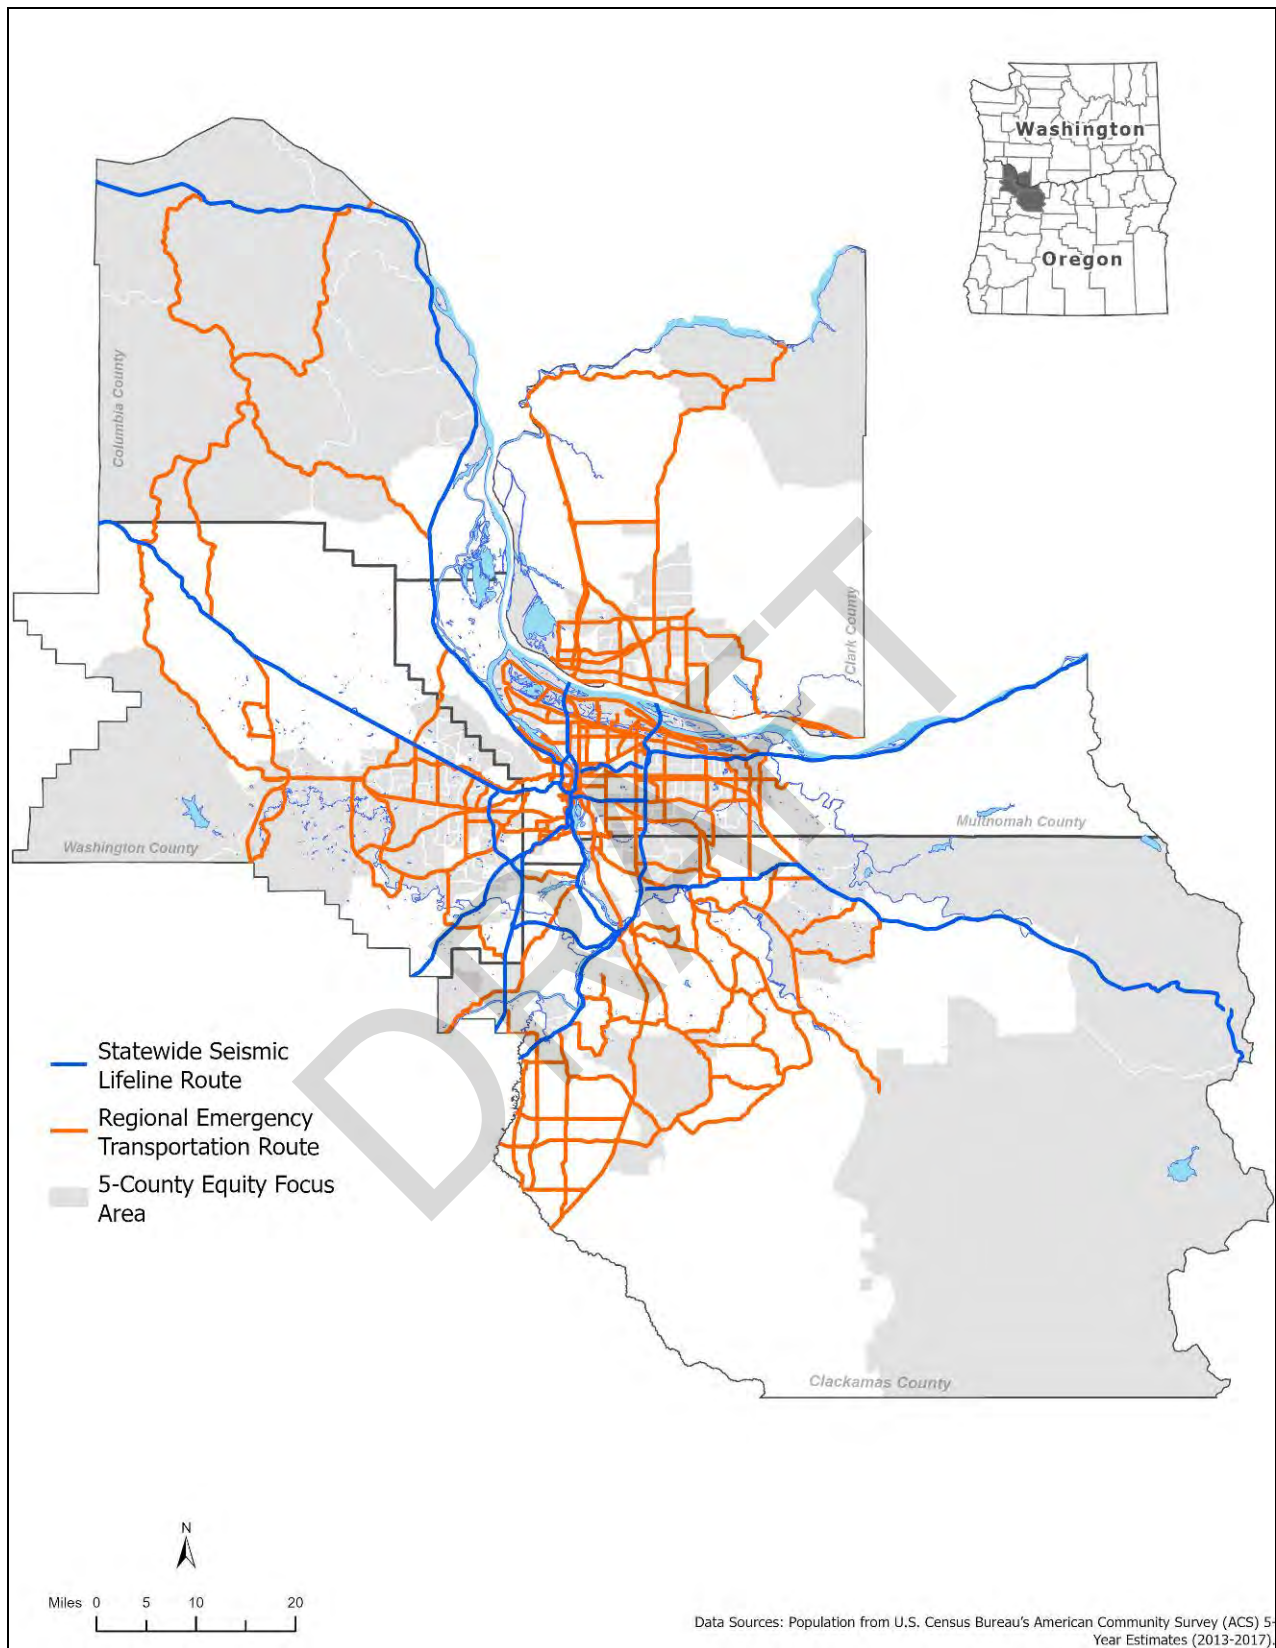 Washington
Oregon
Columbia County
Clark County
Multnomah County
Washington County
DRAFT
Statewide Seismic
Lifeline Route
Regional Emergency
Transportation Route
5-County Equity Focus
Area
Clackamas County
N
Miles 0 5 10 20
Data Sources: Population from U.S. Census Bureau's American Community Survey (ACS) 5-
Year Estimates (2013-2017)